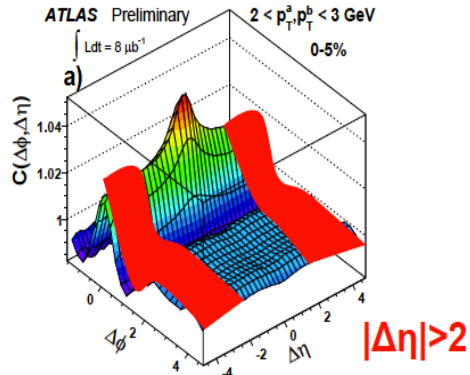 ATLAS Preliminary
2 < p_T^a, p_T^b < 3 GeV
∫ Ldt = 8 μb⁻¹
0-5%
a)
C(Δϕ,Δη)
1.04
1.02
1
0
2
4
Δϕ
-4
-2
0
2
4
Δη
|Δη|>2